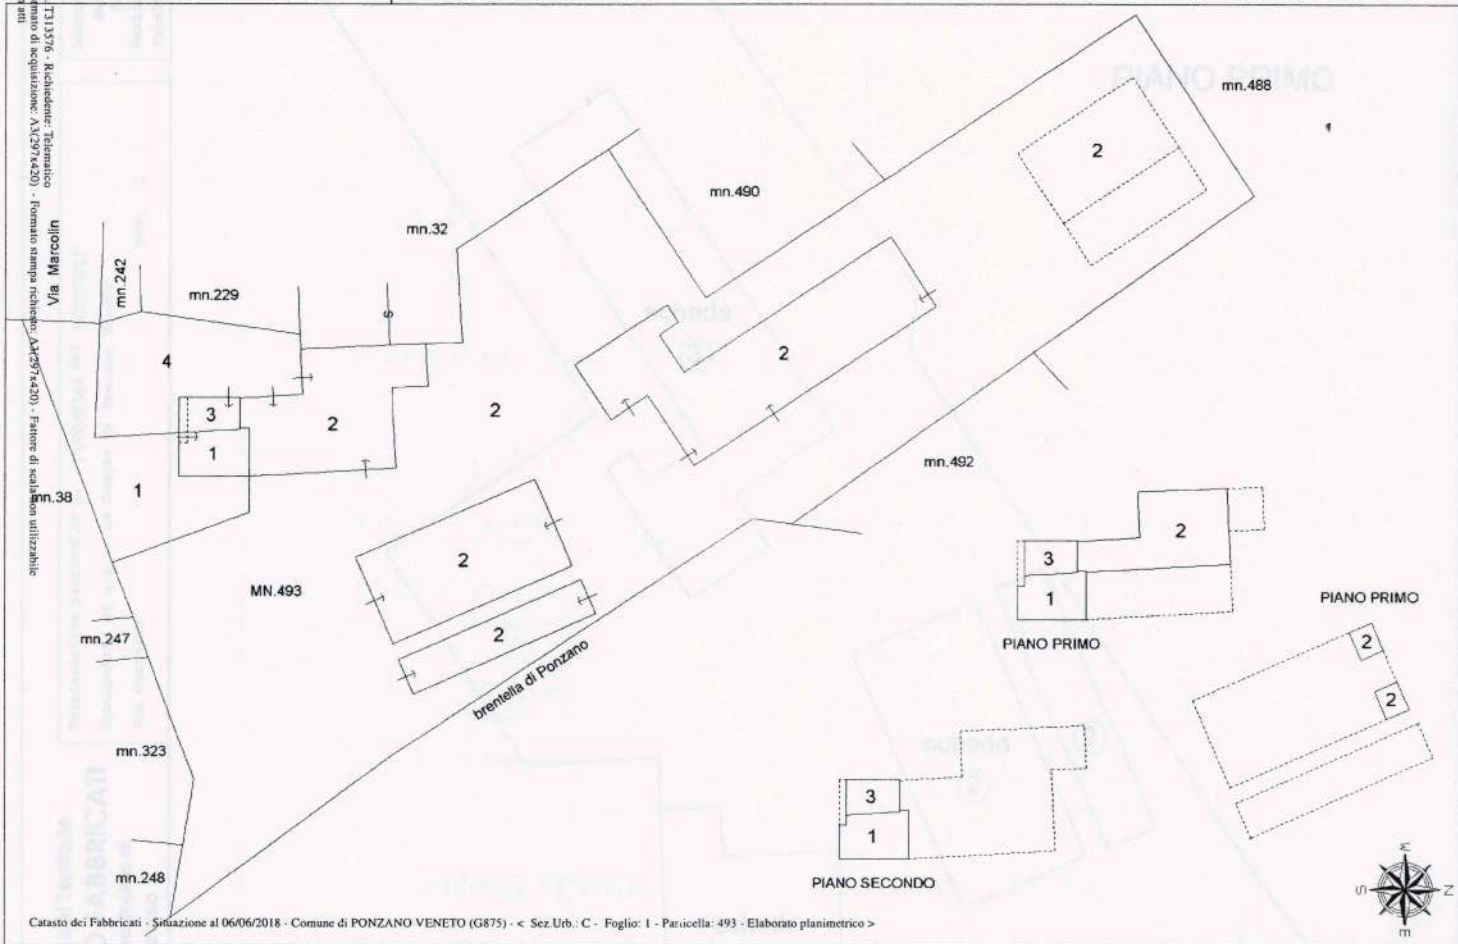 T313576 - Richiedente: Telematico
mato di acquisizione: A3(297x420) - Formato stampa richiesto: A3(297x420) - Fattore di scala non utilizzabile
atti
Via Marcolin
PIANO PRIMO
mn.488
2
mn.490
mn.32
mn.242
mn.229
s
4
2
3
2
2
1
mn.492
1
mn.38
2
2
MN.493
3
PIANO PRIMO
1
2
2
mn.247
PIANO PRIMO
brentella di Ponzano
2
mn.323
scheda
3
1
mn.248
PIANO SECONDO
S
N
Catasto dei Fabbricati - Situazione al 06/06/2018 - Comune di PONZANO VENETO (G875) - < Sez.Urb.: C - Foglio: 1 - Particella: 493 - Elaborato planimetrico >